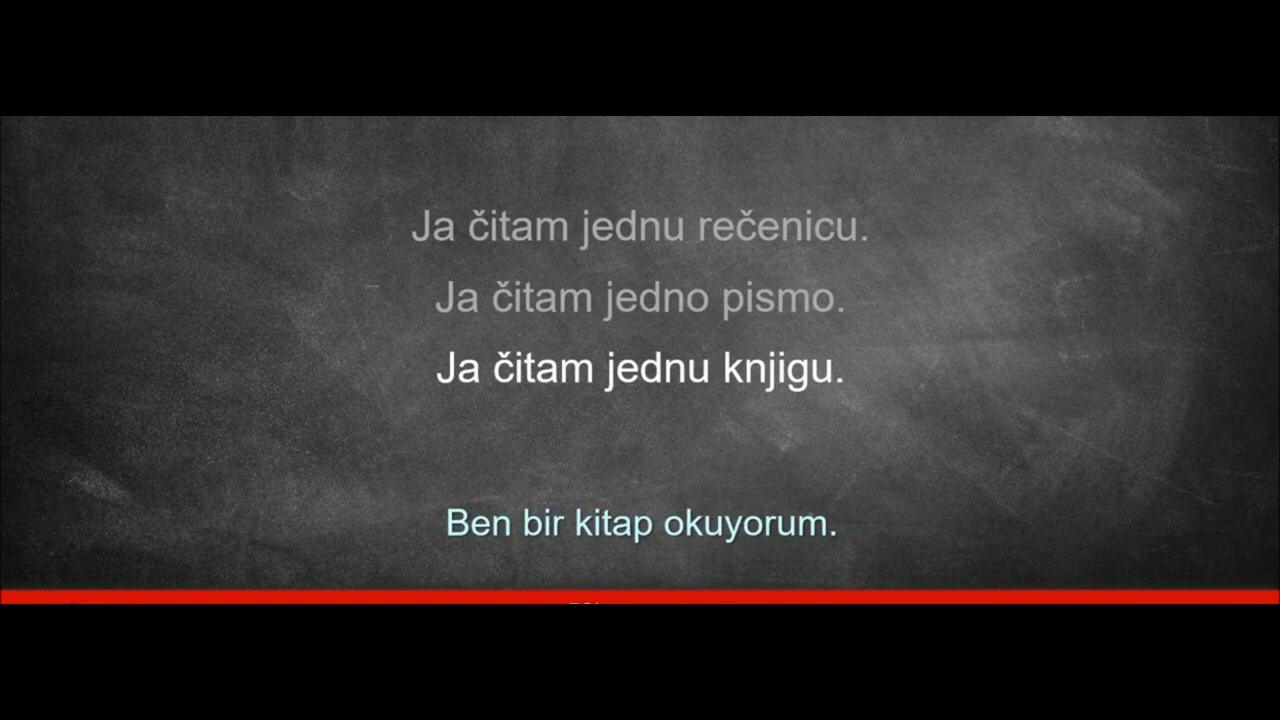 Ja čitam jednu rečenicu.
Ja čitam jedno pismo.
Ja čitam jednu knjigu.
Ben bir kitap okuyorum.